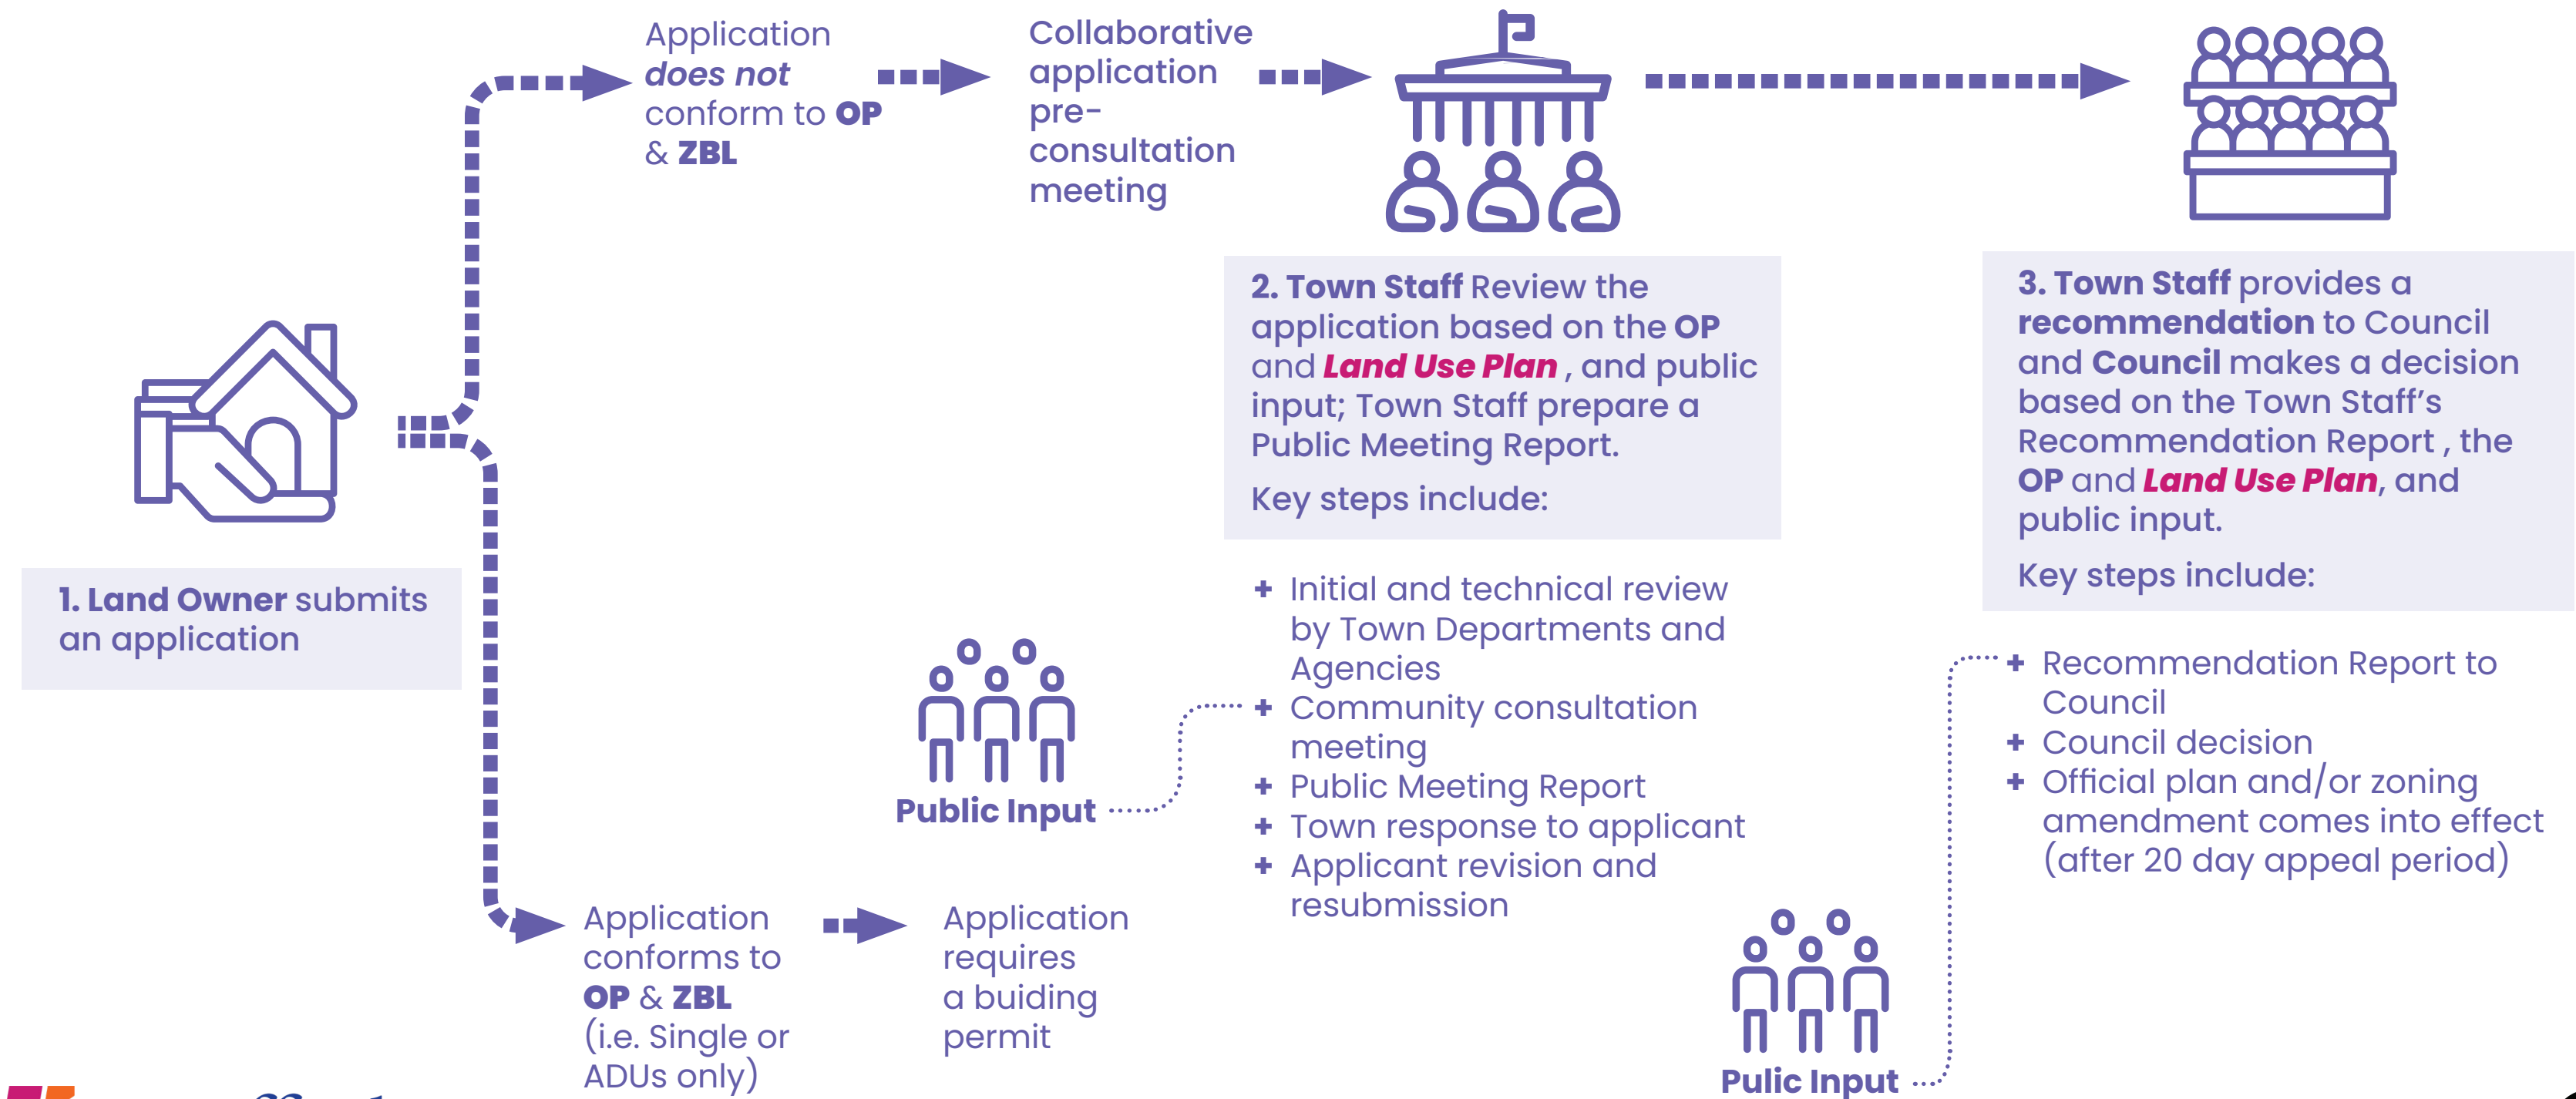 Application
does not
conform to OP
& ZBL
Collaborative
application
pre-
consultation
meeting
1. Land Owner submits
an application
2. Town Staff Review the
application based on the OP
and Land Use Plan , and public
input; Town Staff prepare a
Public Meeting Report.
Key steps include:
+ Initial and technical review
by Town Departments and
Agencies
+ Community consultation
meeting
+ Public Meeting Report
+ Town response to applicant
+ Applicant revision and
resubmission
Public Input
3. Town Staff provides a
recommendation to Council
and Council makes a decision
based on the Town Staff's
Recommendation Report , the
OP and Land Use Plan, and
public input.
Key steps include:
+ Recommendation Report to
Council
+ Council decision
+ Official plan and/or zoning
amendment comes into effect
(after 20 day appeal period)
Pulic Input
Application
conforms to
OP & ZBL
(i.e. Single or
ADUs only)
Application
requires
a buiding
permit